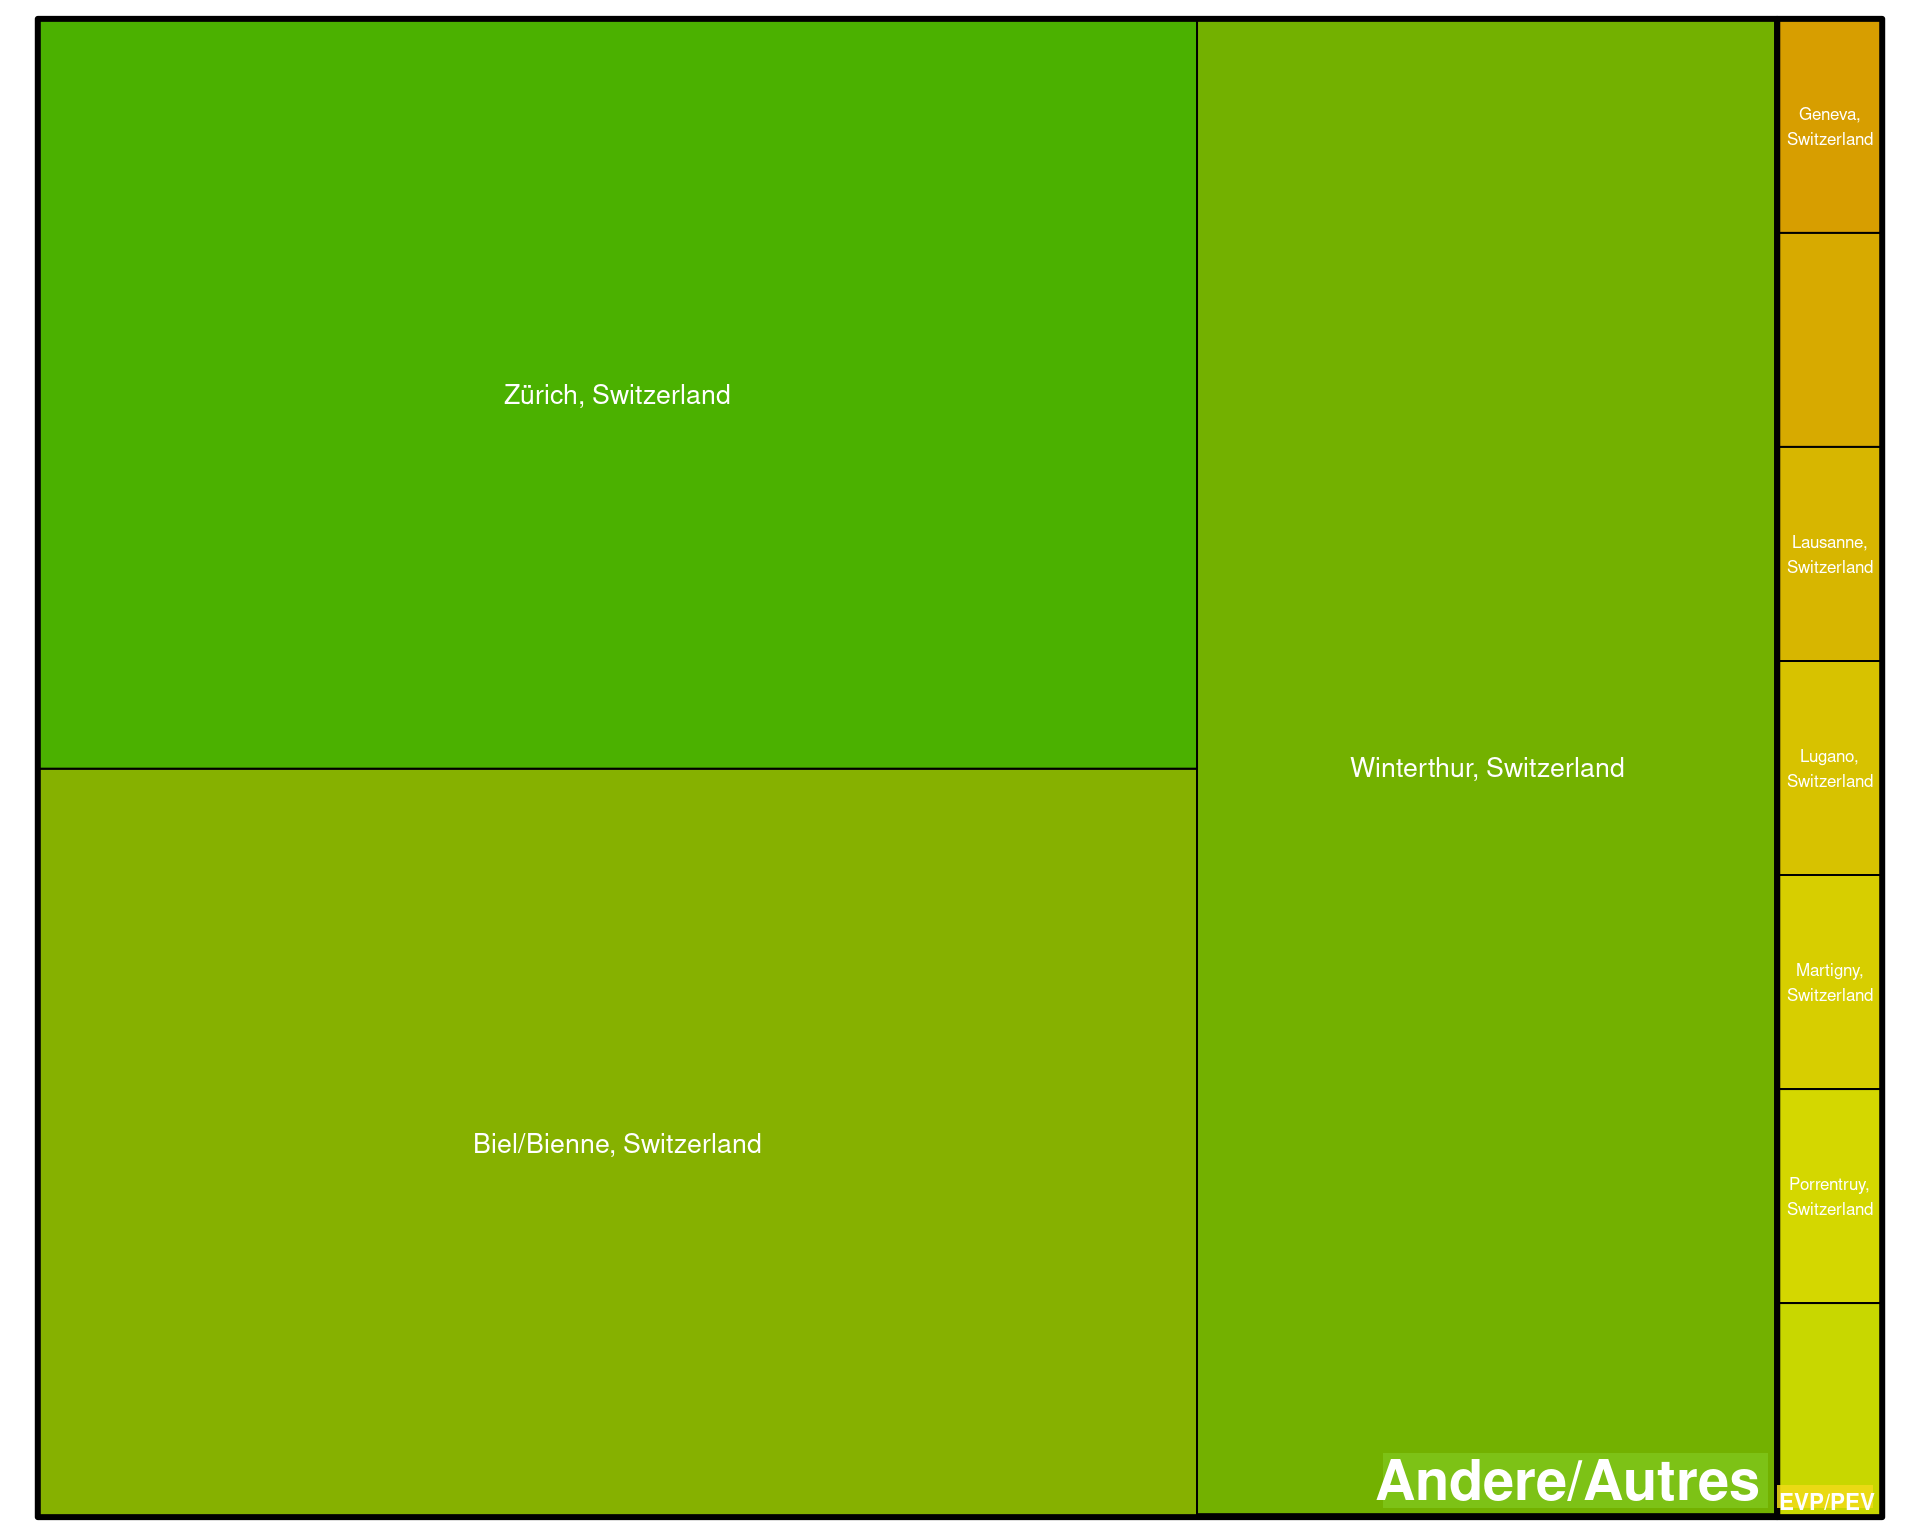 Zürich, Switzerland
Biel/Bienne, Switzerland
Winterthur, Switzerland
Andere/Autres
Geneva,
Switzerland
Lausanne,
Switzerland
Lugano,
Switzerland
Martigny,
Switzerland
Porrentruy,
Switzerland
EVP/PEV